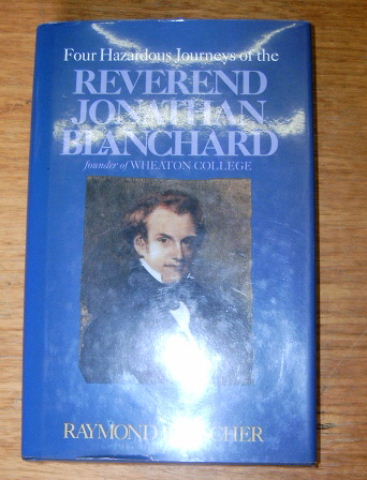 Four Hazardous Journeys of the
REVEREND
JONATHAN
BLANCHARD
founder of WHEATON COLLEGE
RAYMOND